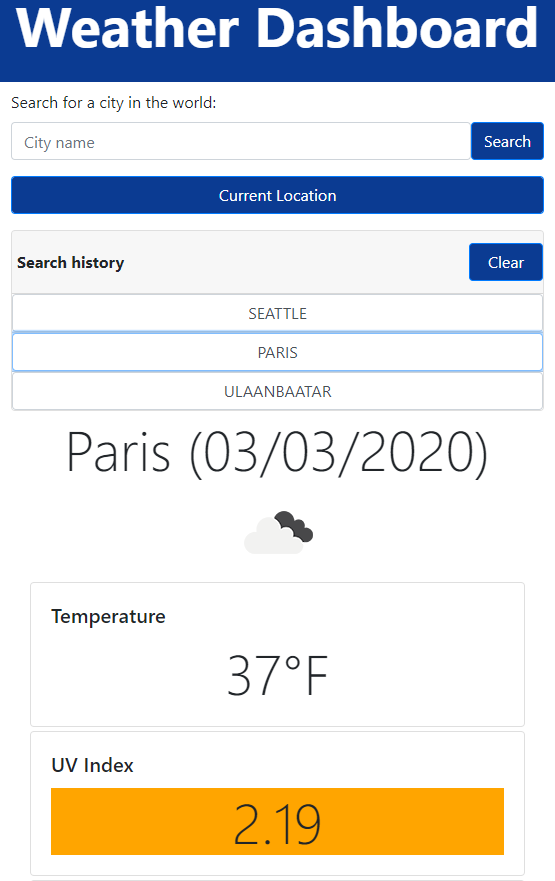 Weather Dashboard
Search for a city in the world:
City name
Search
Current Location
Search history
Clear
SEATTLE
PARIS
ULAANBAATAR
Paris (03/03/2020)
Temperature
37°F
UV Index
2.19